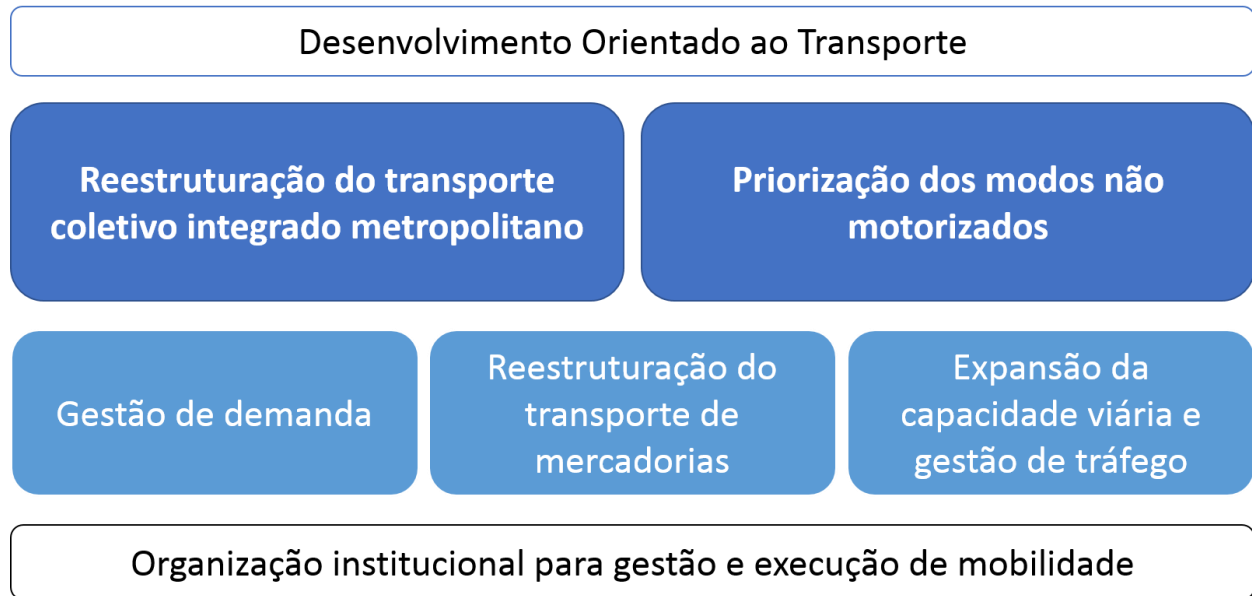 Desenvolvimento Orientado ao Transporte
Reestruturação do transporte
coletivo integrado metropolitano
Priorização dos modos não
motorizados
Gestão de demanda
Reestruturação do
transporte de
mercadorias
Expansão da
capacidade viária e
gestão de tráfego
Organização institucional para gestão e execução de mobilidade